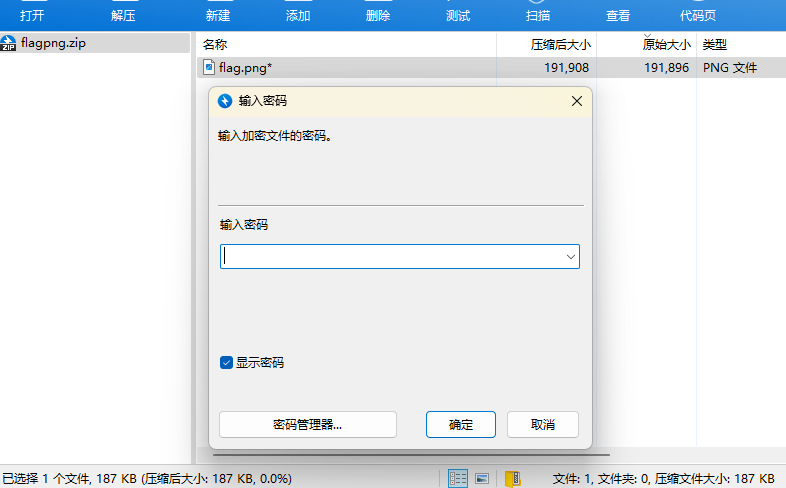 打开 解压 新建 添加 删除 测试 扫描 查看 代码页
flagpng.zip
名称 压缩后大小 原始大小 类型
flag.png* 191,908 191,896 PNG 文件
输入密码
输入加密文件的密码。
输入密码
显示密码
密码管理器... 确定 取消
已选择 1 个文件, 187 KB (压缩后大小: 187 KB, 0.0%) 文件: 1, 文件夹: 0, 压缩文件大小: 187 KB